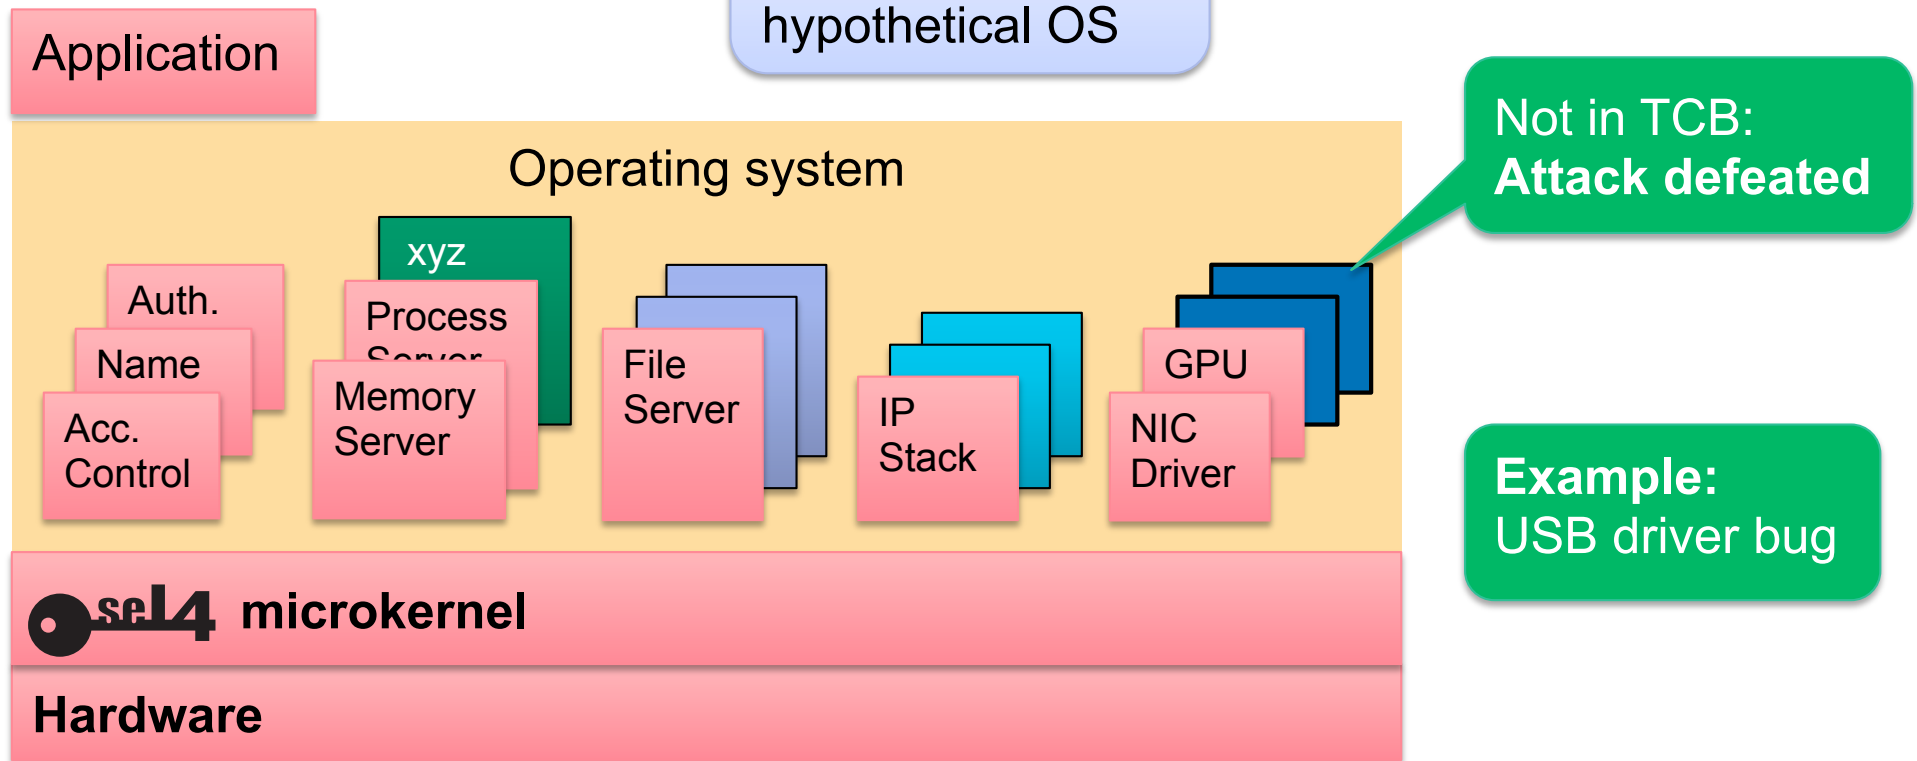 hypothetical OS
Application
Not in TCB:
Attack defeated
Operating system
xyz
Auth.
Process
Server
Name
File
Server
GPU
Memory
Server
IP
Stack
Acc.
Control
NIC
Driver
Example:
USB driver bug
seL4 microkernel
Hardware